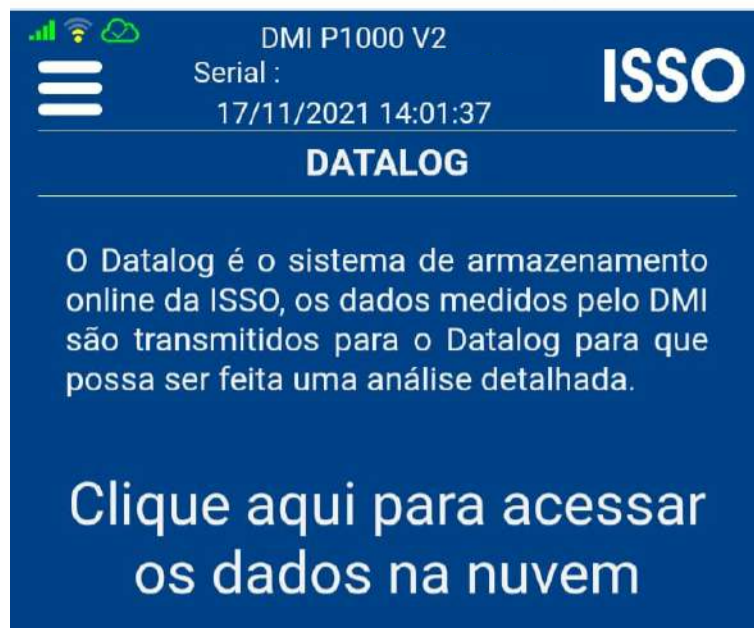 DMI P1000 V2
Serial :
ISSO
17/11/2021 14:01:37
DATALOG
O Datalog é o sistema de armazenamento
online da ISSO, os dados medidos pelo DMI
são transmitidos para o Datalog para que
possa ser feita uma análise detalhada.
Clique aqui para acessar
os dados na nuvem